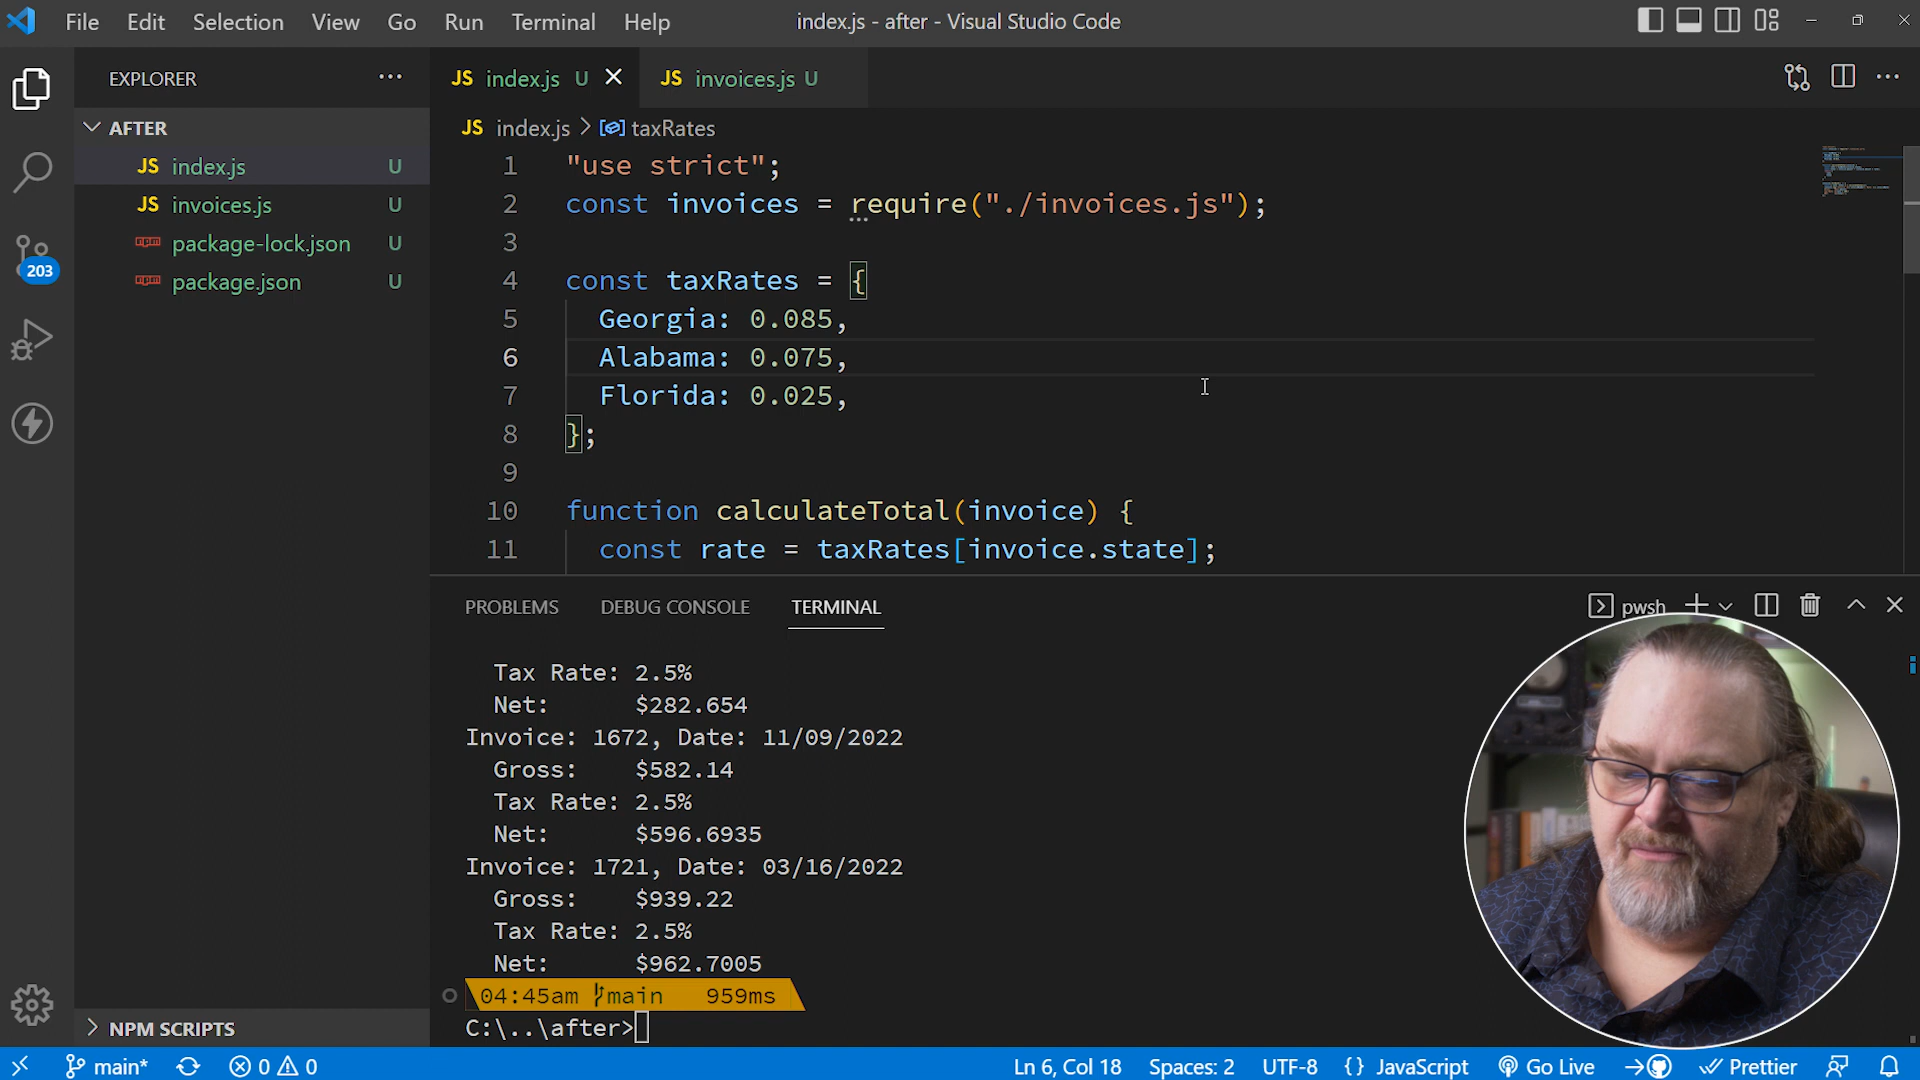 File Edit Selection View Go Run Terminal Help index.js - after - Visual Studio Code
EXPLORER ···
JS index.js U
JS invoices.js U
AFTER
JS index.js U
JS invoices.js U
npm package-lock.json U
npm package.json U
203
NPM SCRIPTS
JS index.js > taxRates
1 "use strict";
2 const invoices = require("./invoices.js");
3
4 const taxRates = {
5 Georgia: 0.085,
6 Alabama: 0.075,
7 Florida: 0.025,
8 };
9
10 function calculateTotal(invoice) {
11 const rate = taxRates[invoice.state];
PROBLEMS DEBUG CONSOLE TERMINAL
pwsh
Tax Rate: 2.5%
Net: $282.654
Invoice: 1672, Date: 11/09/2022
Gross: $582.14
Tax Rate: 2.5%
Net: $596.6935
Invoice: 1721, Date: 03/16/2022
Gross: $939.22
Tax Rate: 2.5%
Net: $962.7005
04:45am main 959ms
C:\..\after>
main* 0 0 Ln 6, Col 18 Spaces: 2 UTF-8 {} JavaScript Go Live Prettier